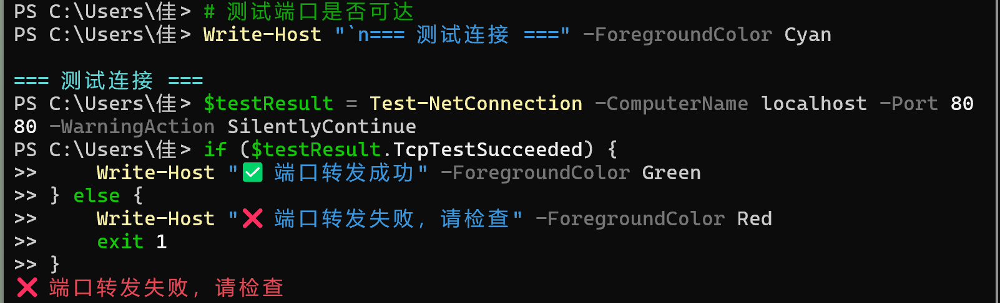 PS C:\Users\佳> # 测试端口是否可达
PS C:\Users\佳> Write-Host "`n=== 测试连接 ===" -ForegroundColor Cyan

=== 测试连接 ===
PS C:\Users\佳> $testResult = Test-NetConnection -ComputerName localhost -Port 80
80 -WarningAction SilentlyContinue
PS C:\Users\佳> if ($testResult.TcpTestSucceeded) {
>>     Write-Host "✅ 端口转发成功" -ForegroundColor Green
>> } else {
>>     Write-Host "❌ 端口转发失败，请检查" -ForegroundColor Red
>>     exit 1
>> }
❌ 端口转发失败，请检查